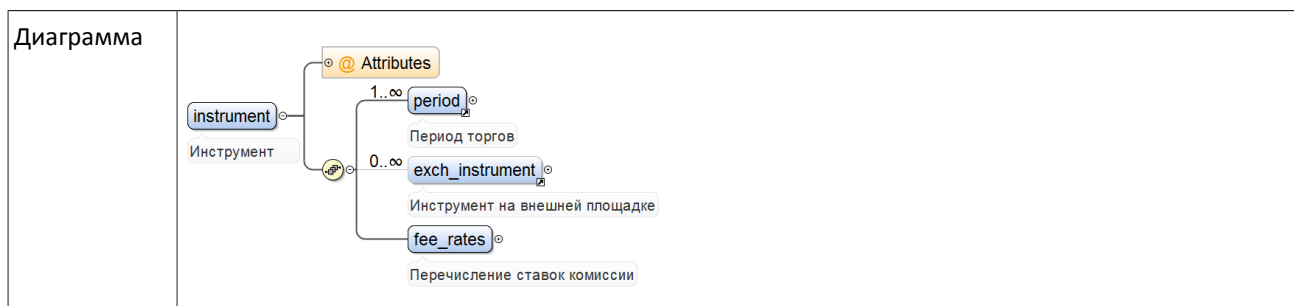 Диаграмма
@ Attributes
1..∞
period
instrument
Период торгов
Инструмент
0..∞
exch_instrument
Инструмент на внешней площадке
fee_rates
Перечисление ставок комиссии